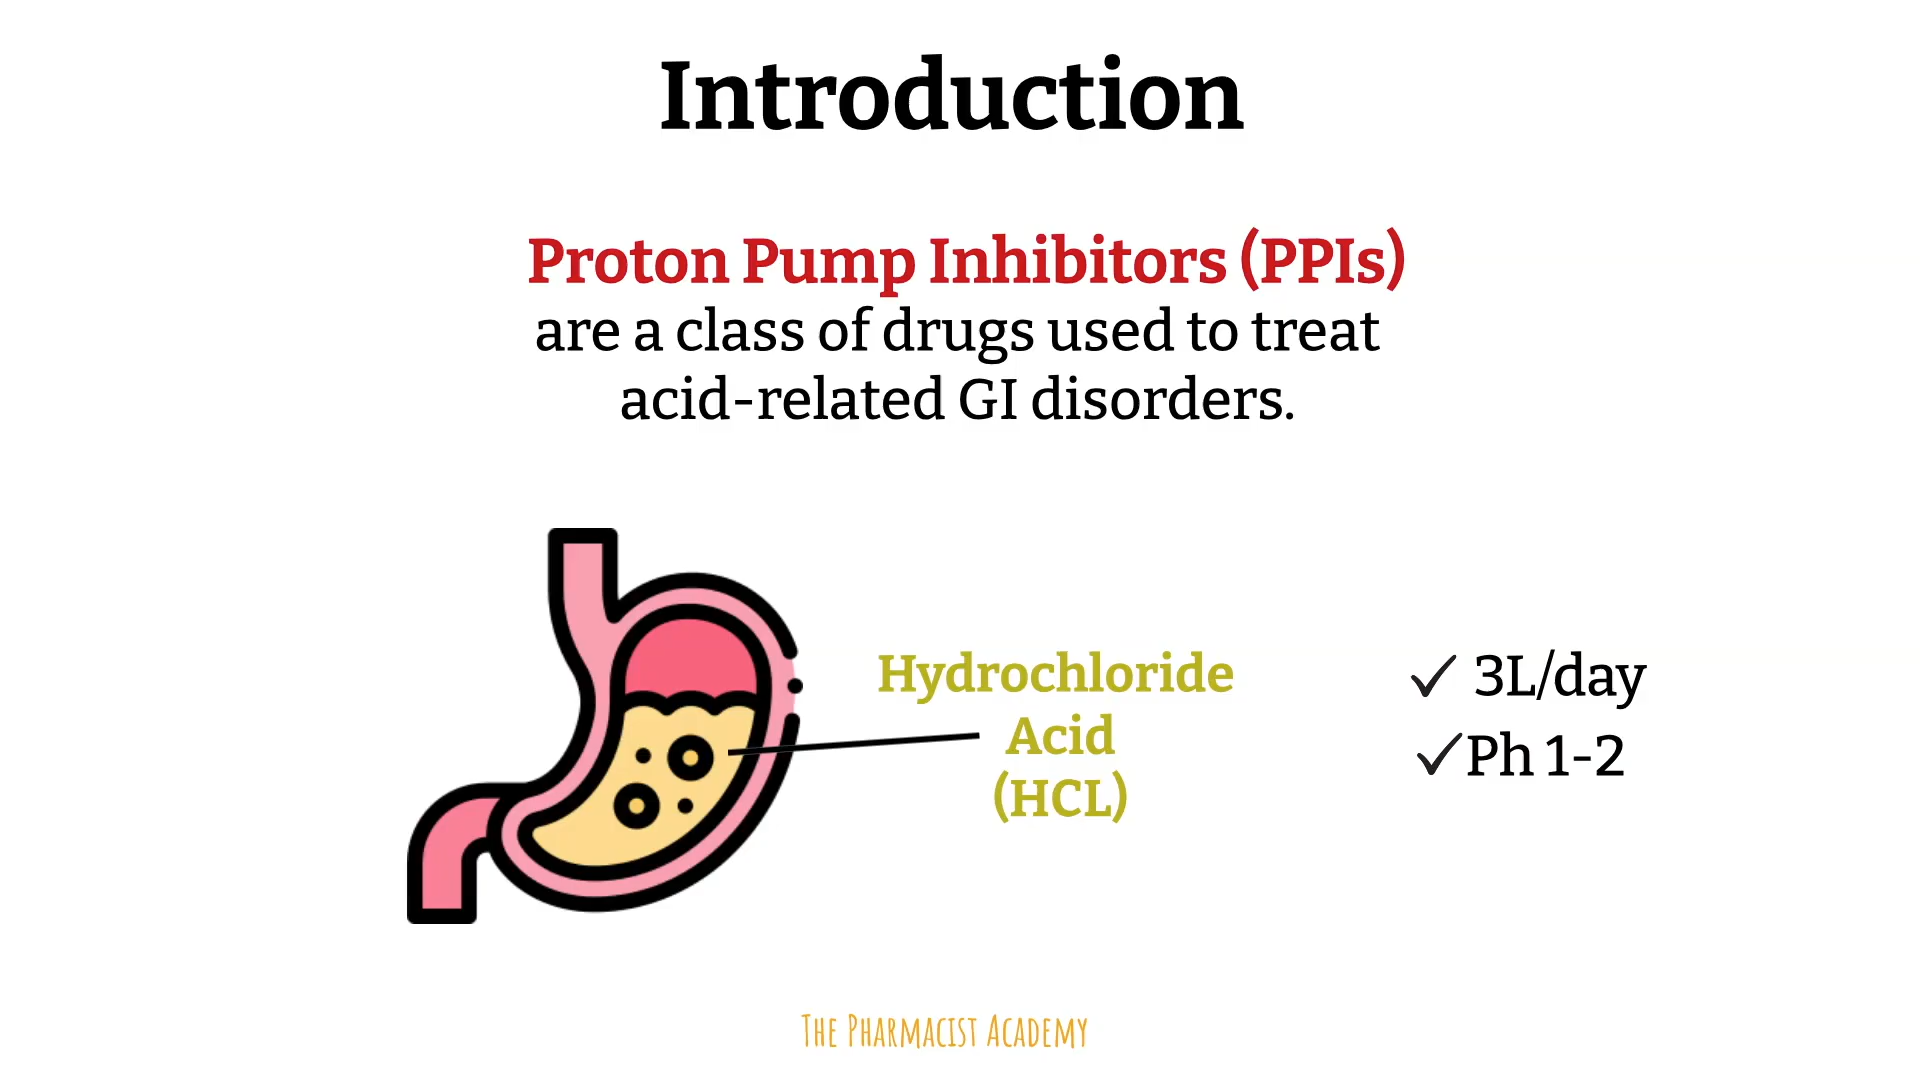 Introduction
Proton Pump Inhibitors (PPIs)
are a class of drugs used to treat
acid-related GI disorders.
Hydrochloride
Acid
(HCL)
✓ 3L/day
✓Ph 1-2
The Pharmacist Academy